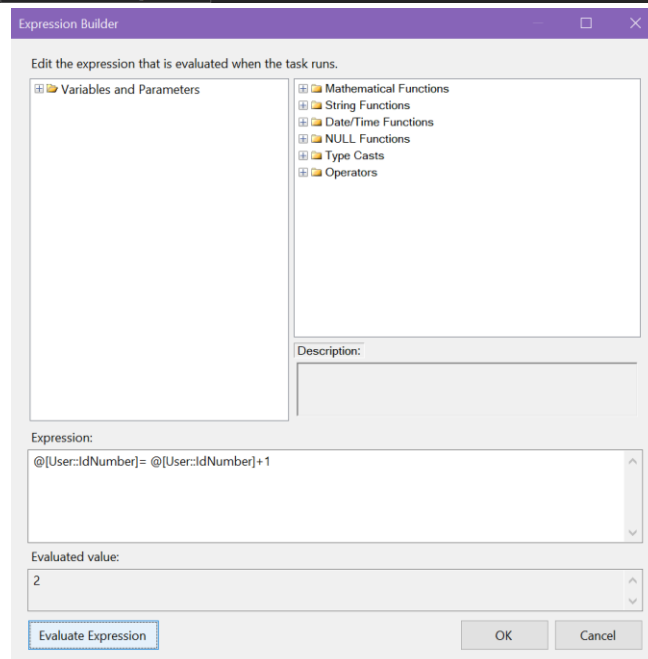 Expression Builder
Edit the expression that is evaluated when the task runs.
Variables and Parameters
Mathematical Functions
String Functions
Date/Time Functions
NULL Functions
Type Casts
Operators
Description:
Expression:
@[User::IdNumber]= @[User::IdNumber]+1
Evaluated value:
2
Evaluate Expression
OK
Cancel